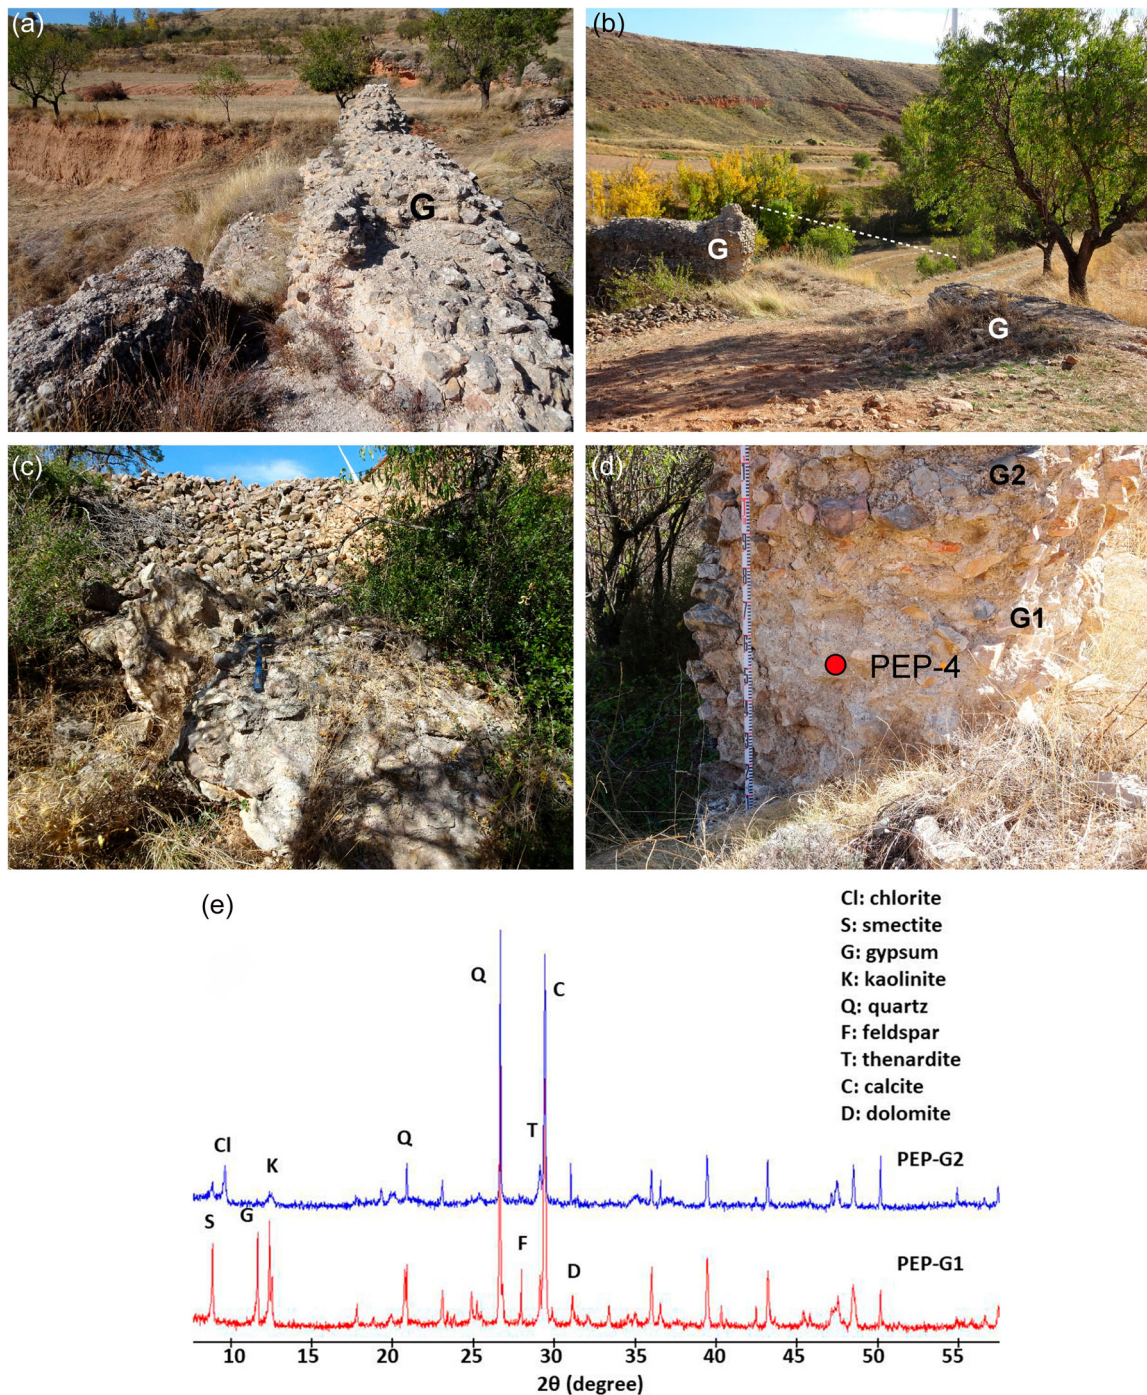 (a)
G
(b)
G
G
(c)
(d)
G2
G1
PEP-4
(e)
Cl: chlorite
S: smectite
G: gypsum
K: kaolinite
Q: quartz
F: feldspar
T: thenardite
C: calcite
D: dolomite
Q
C
Cl
K
Q
T
PEP-G2
S
G
F
D
PEP-G1
10 15 20 25 30 35 40 45 50 55
2θ (degree)